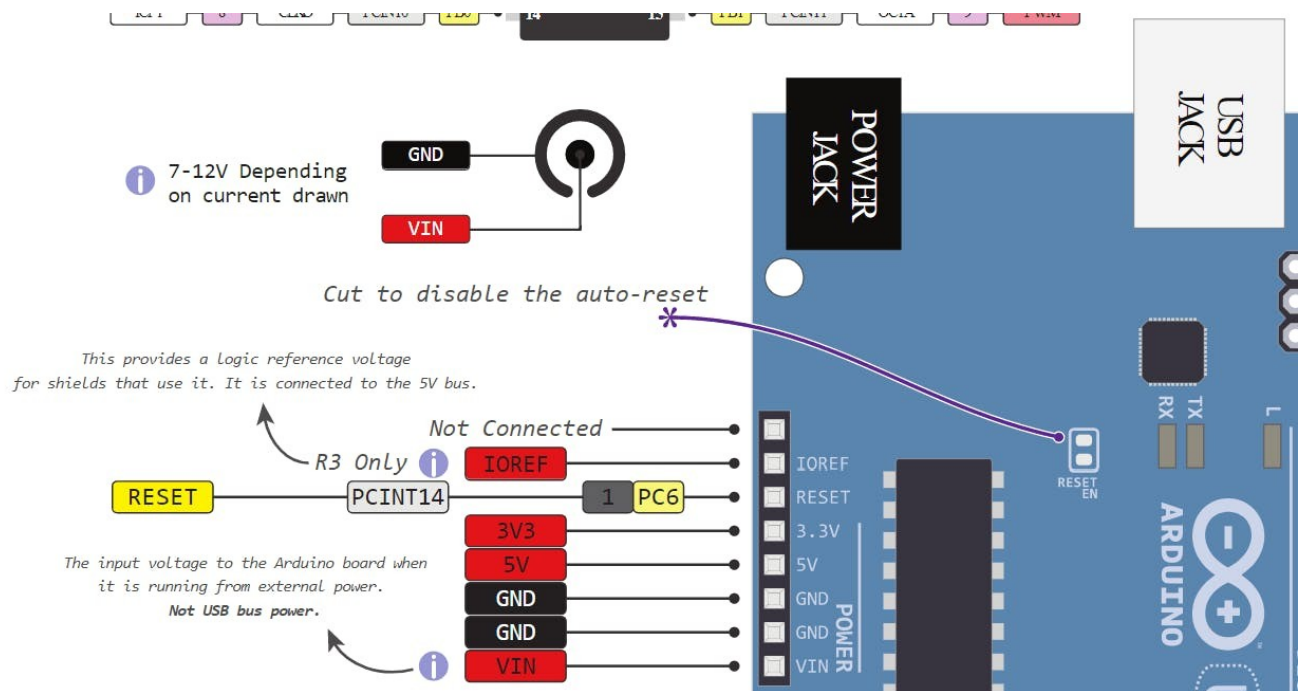 14
15
GND
7-12V Depending
on current drawn
VIN
POWER
JACK
USB
JACK
Cut to disable the auto-reset
*
This provides a logic reference voltage
for shields that use it. It is connected to the 5V bus.
RX
TX
L
Not Connected
R3 Only
IOREF
IOREF
RESET
PCINT14
1
PC6
RESET
RESET
EN
3V3
3.3V
The input voltage to the Arduino board when
it is running from external power.
Not USB bus power.
5V
5V
GND
GND
GND
GND
VIN
VIN
POWER
ARDUINO